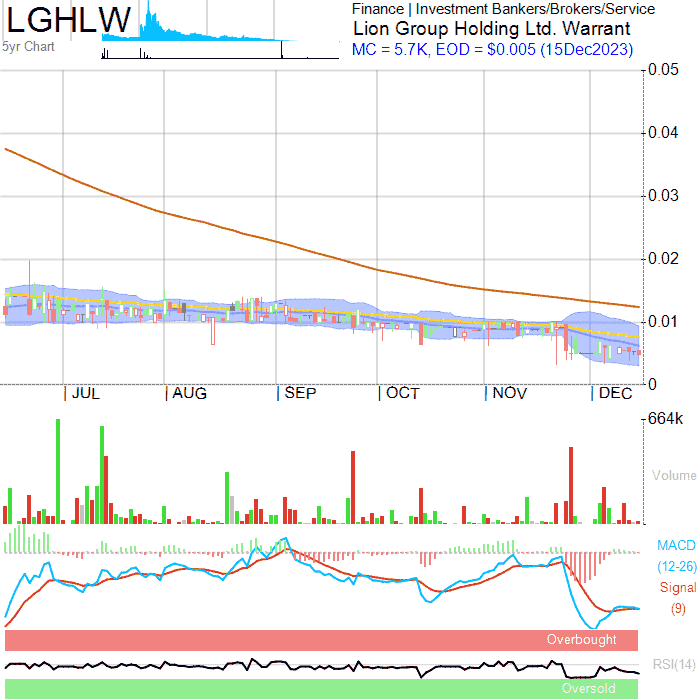 LGHLW
5yr Chart
Finance | Investment Bankers/Brokers/Service
Lion Group Holding Ltd. Warrant
MC = 5.7K, EOD = $0.005 (15Dec2023)
0.05
0.04
0.03
0.02
0.01
0
JUL
AUG
SEP
OCT
NOV
DEC
664k
Volume
MACD
(12-26)
Signal
(9)
Overbought
RSI(14)
Oversold